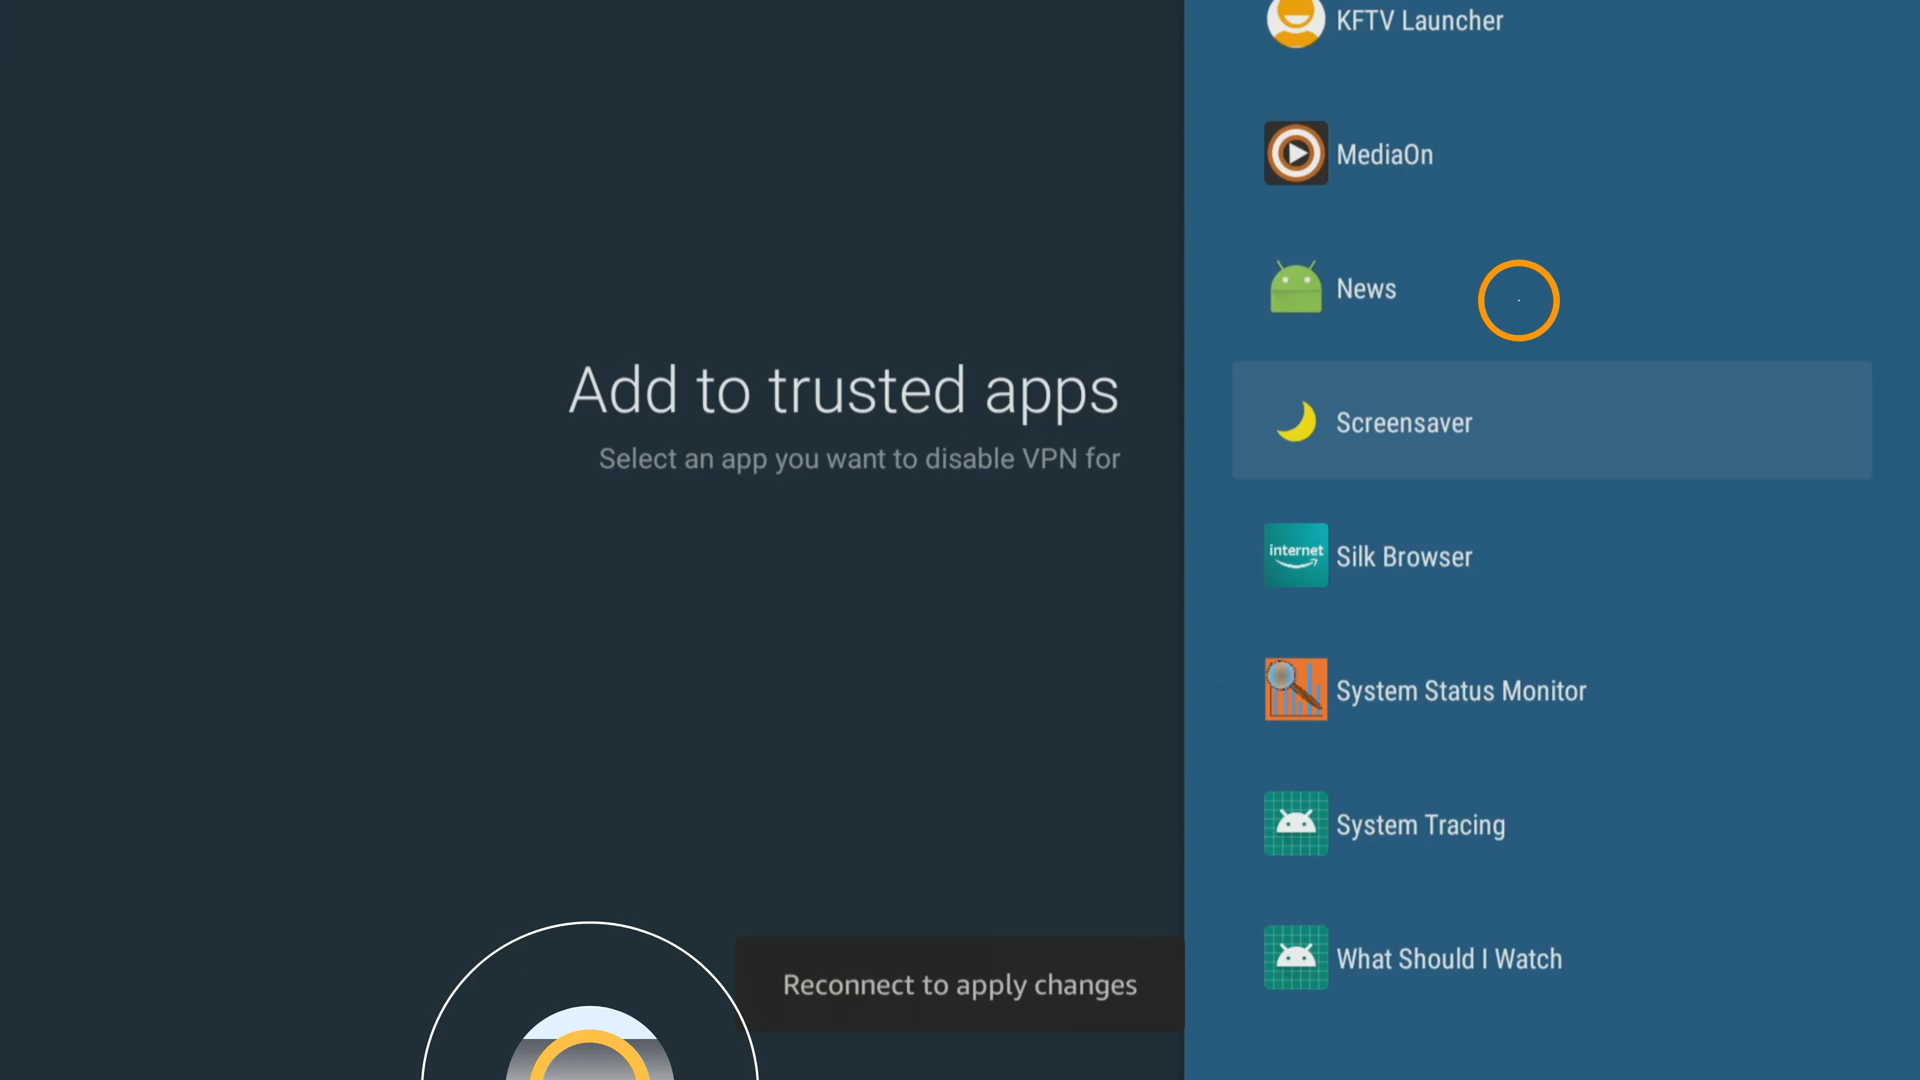 KFTV Launcher
MediaOn
News
Add to trusted apps
Select an app you want to disable VPN for
Screensaver
internet
Silk Browser
System Status Monitor
System Tracing
What Should I Watch
Reconnect to apply changes